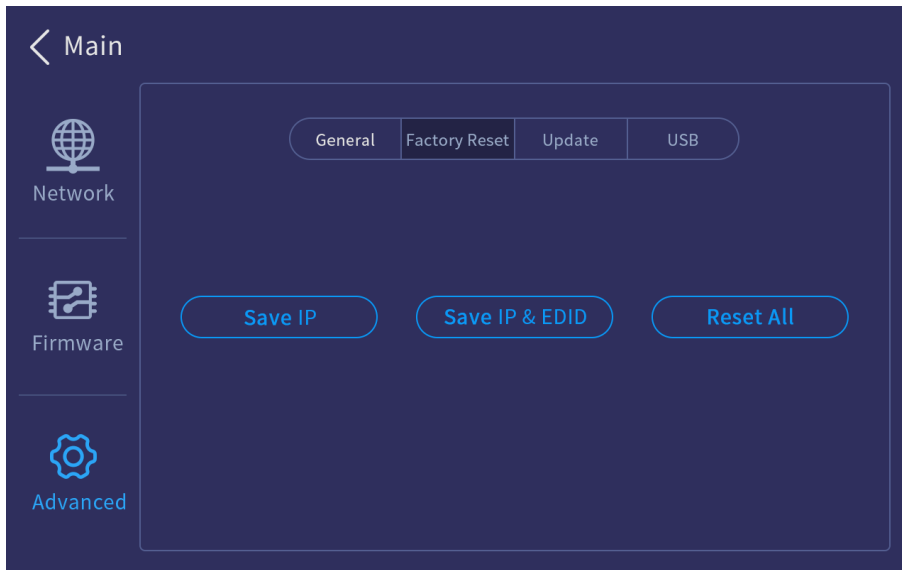 Main
Network
Firmware
Advanced
General Factory Reset Update USB
Save IP Save IP & EDID Reset All